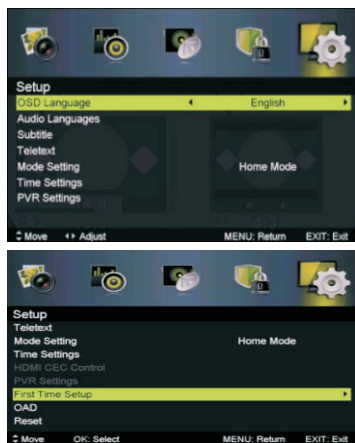 Setup
OSD Language English
Audio Languages
Subtitle
Teletext
Mode Setting Home Mode
Time Settings
PVR Settings
Move Adjust MENU: Return EXIT: Exit
Setup
Teletext
Mode Setting Home Mode
Time Settings
HDMI CEC Control
PVR Settings
First Time Setup
OAD
Reset
Move OK: Select MENU: Return EXIT: Exit